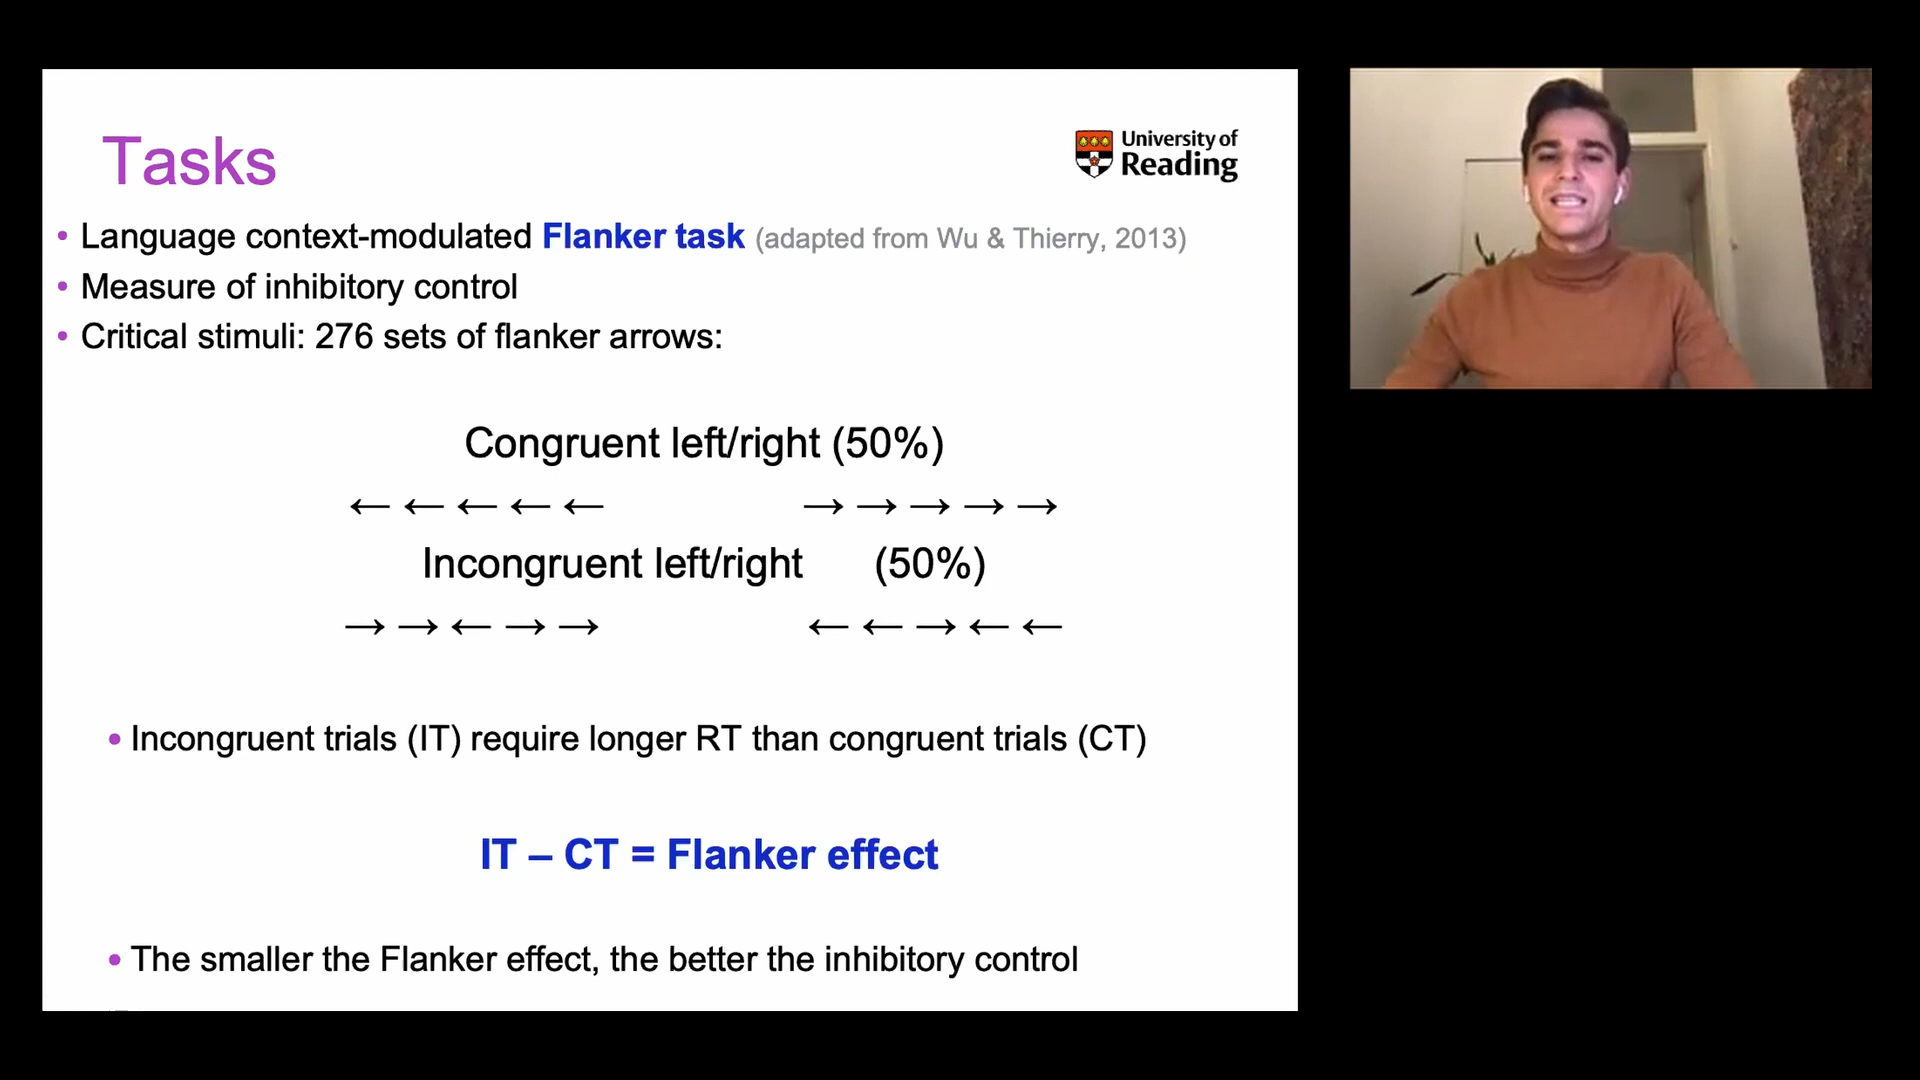 Tasks
University of
Reading
• Language context-modulated Flanker task (adapted from Wu & Thierry, 2013)
• Measure of inhibitory control
• Critical stimuli: 276 sets of flanker arrows:
Congruent left/right (50%)
← ← ← ← ← → → → → →
Incongruent left/right (50%)
→ → ← → → ← ← → ← ←
• Incongruent trials (IT) require longer RT than congruent trials (CT)
IT – CT = Flanker effect
• The smaller the Flanker effect, the better the inhibitory control